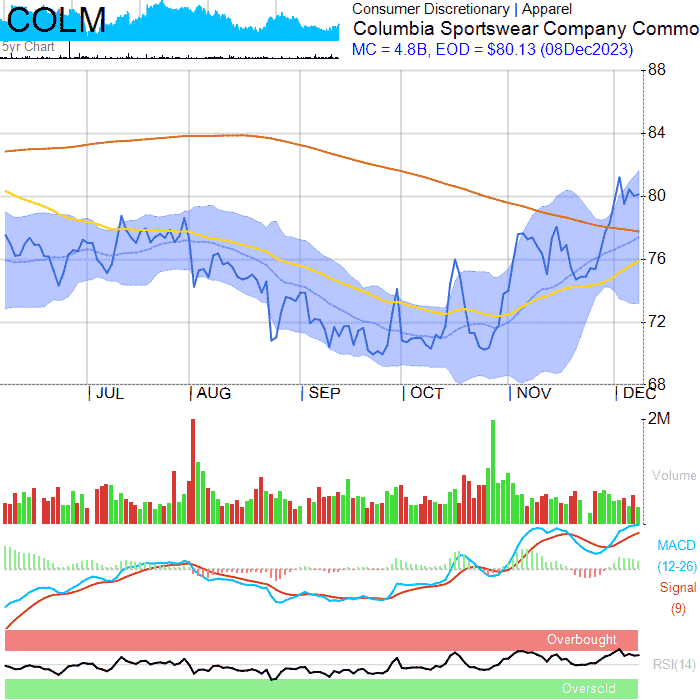 COLM
5yr Chart
Consumer Discretionary | Apparel
Columbia Sportswear Company Commo
MC = 4.8B, EOD = $80.13 (08Dec2023)
88
84
80
76
72
68
JUL AUG SEP OCT NOV DEC
2M
Volume
MACD
(12-26)
Signal
(9)
Overbought
RSI(14)
Oversold